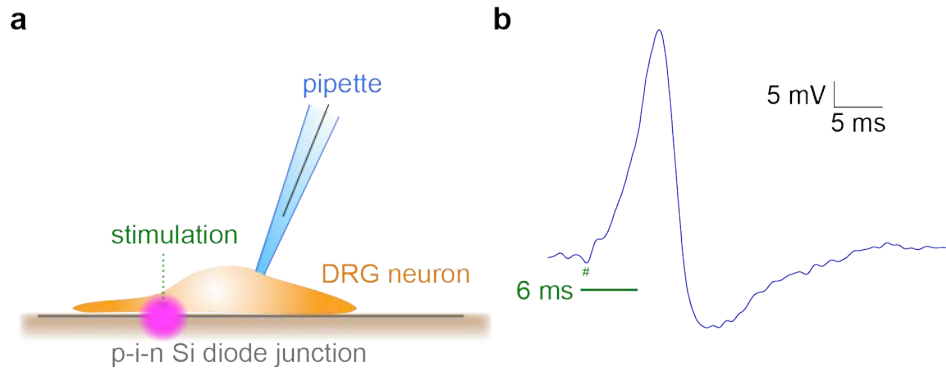 a
pipette
stimulation
DRG neuron
p-i-n Si diode junction
b
5 mV
5 ms
#
6 ms